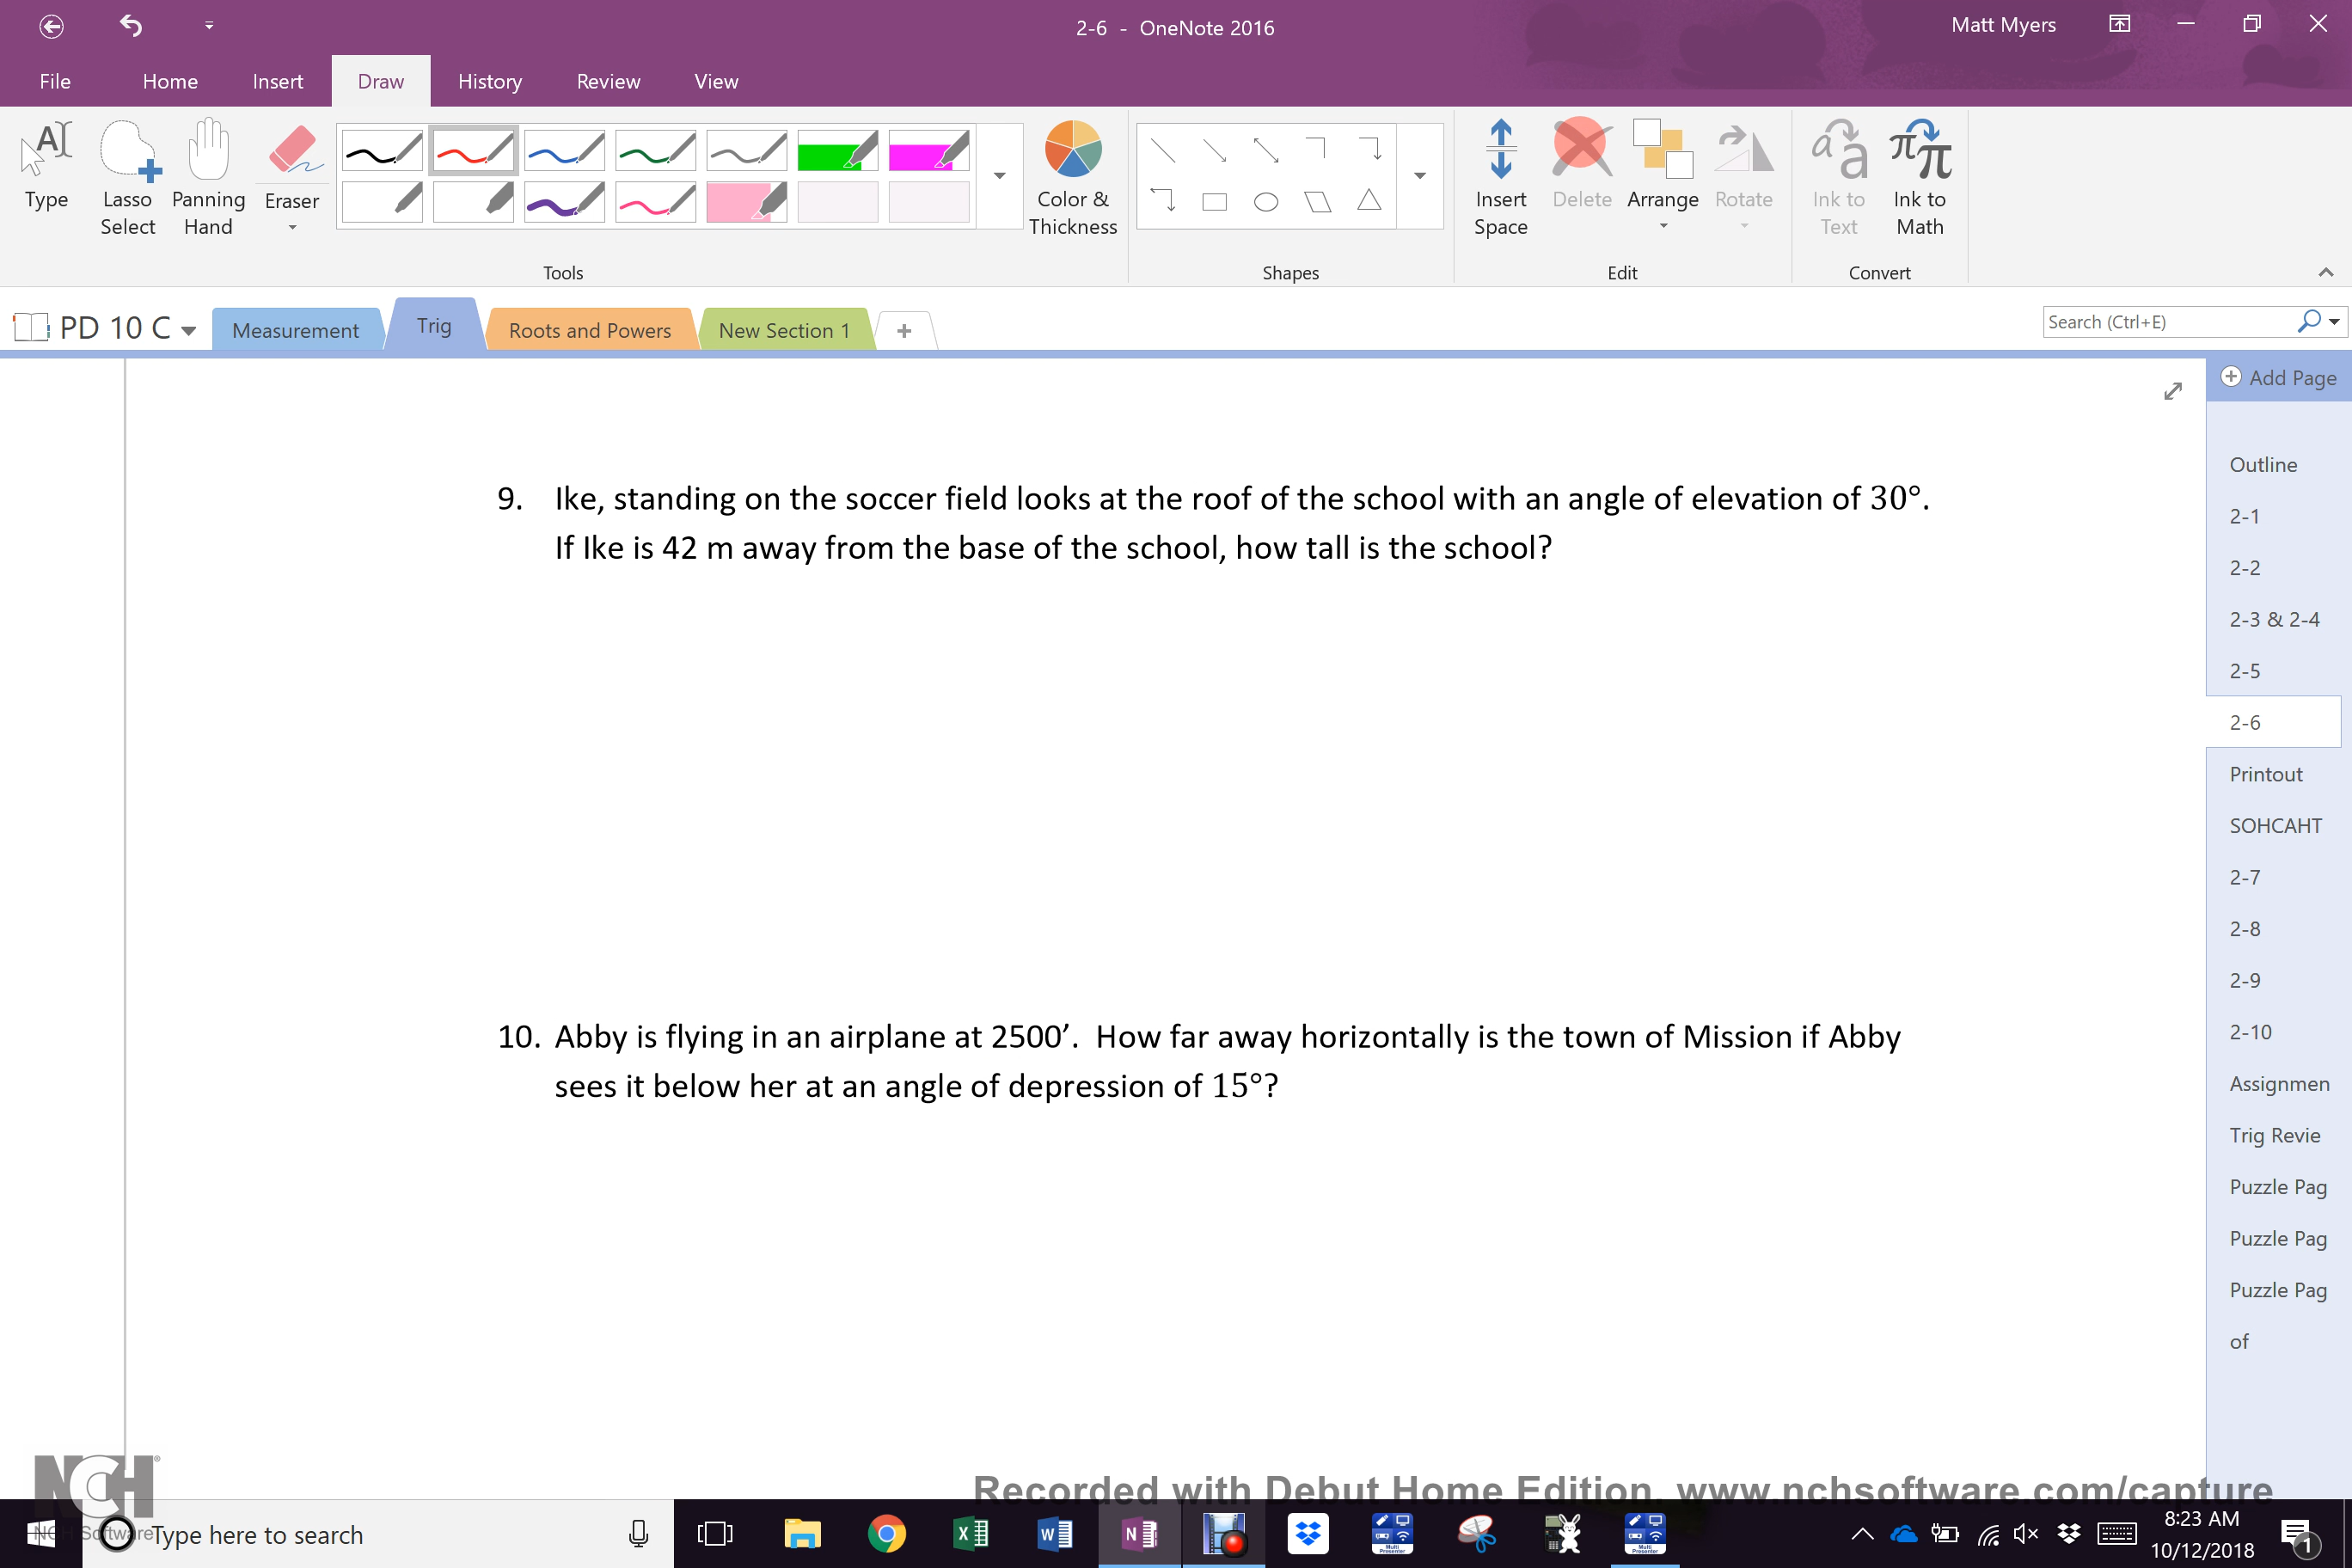 2-6 - OneNote 2016
Matt Myers
File Home Insert Draw History Review View
Type
Lasso Select
Panning Hand
Eraser
Color & Thickness
Insert Space
Delete
Arrange
Rotate
Ink to Text
Ink to Math
Tools
Shapes
Edit
Convert
PD 10 C
Measurement
Trig
Roots and Powers
New Section 1
Search (Ctrl+E)
Add Page
Outline
2-1
2-2
2-3 & 2-4
2-5
2-6
Printout
SOHCAHT
2-7
2-8
2-9
2-10
Assignmen
Trig Revie
Puzzle Pag
Puzzle Pag
Puzzle Pag
of
9. Ike, standing on the soccer field looks at the roof of the school with an angle of elevation of 30°.
If Ike is 42 m away from the base of the school, how tall is the school?
10. Abby is flying in an airplane at 2500’. How far away horizontally is the town of Mission if Abby
sees it below her at an angle of depression of 15°?
NCH®
NCH Software
Recorded with Debut Home Edition. www.nchsoftware.com/capture
Type here to search
8:23 AM
10/12/2018
1